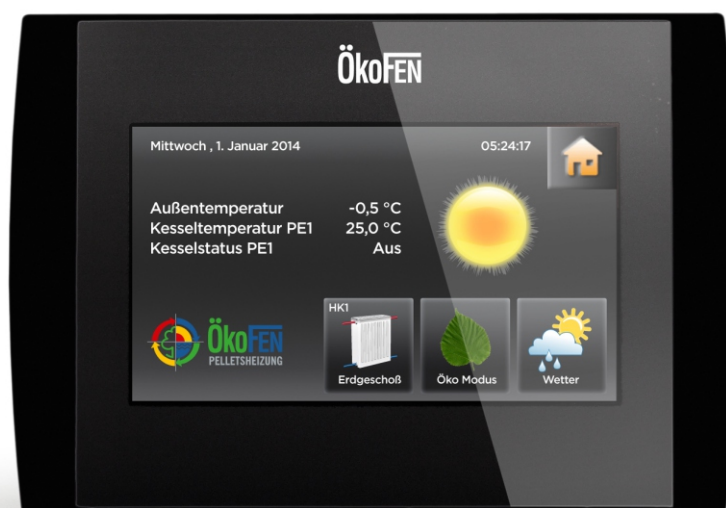 ÖkoFEN
Mittwoch , 1. Januar 2014 05:24:17
Außentemperatur -0,5 °C
Kesseltemperatur PE1 25,0 °C
Kesselstatus PE1 Aus
ÖkoFEN
PELLETSHEIZUNG
HK1
Erdgeschoß
Öko Modus
Wetter